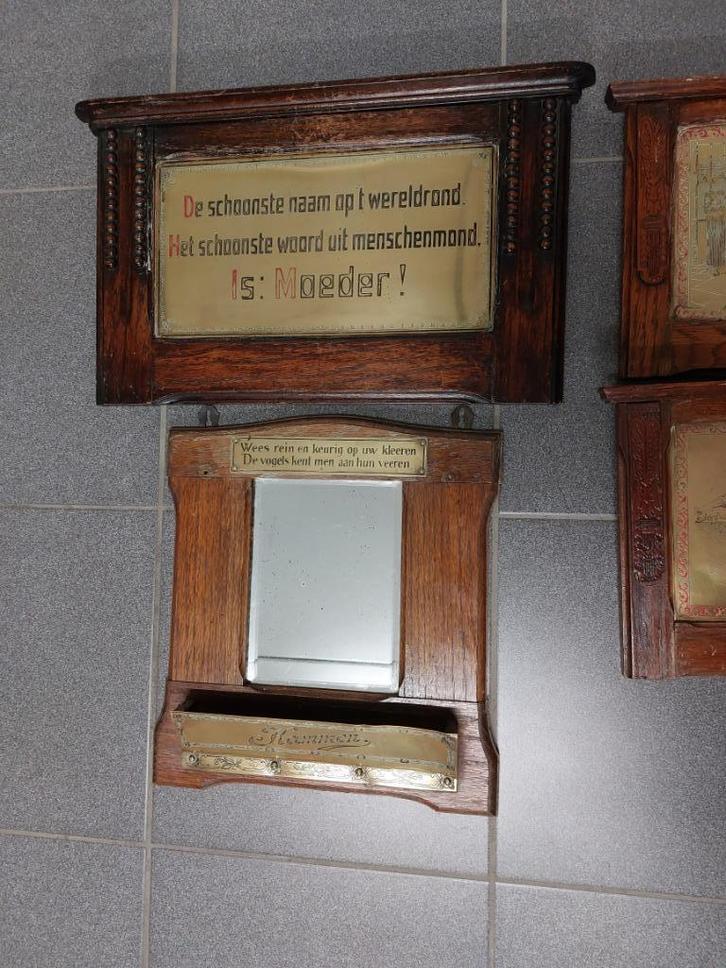 De schoonste naam op 't wereldrond.
Het schoonste woord uit menschenmond.
Is: Moeder!
Wees rein en keurig op uw kleeren
De vogels kent men aan hun veeren
Kammen.